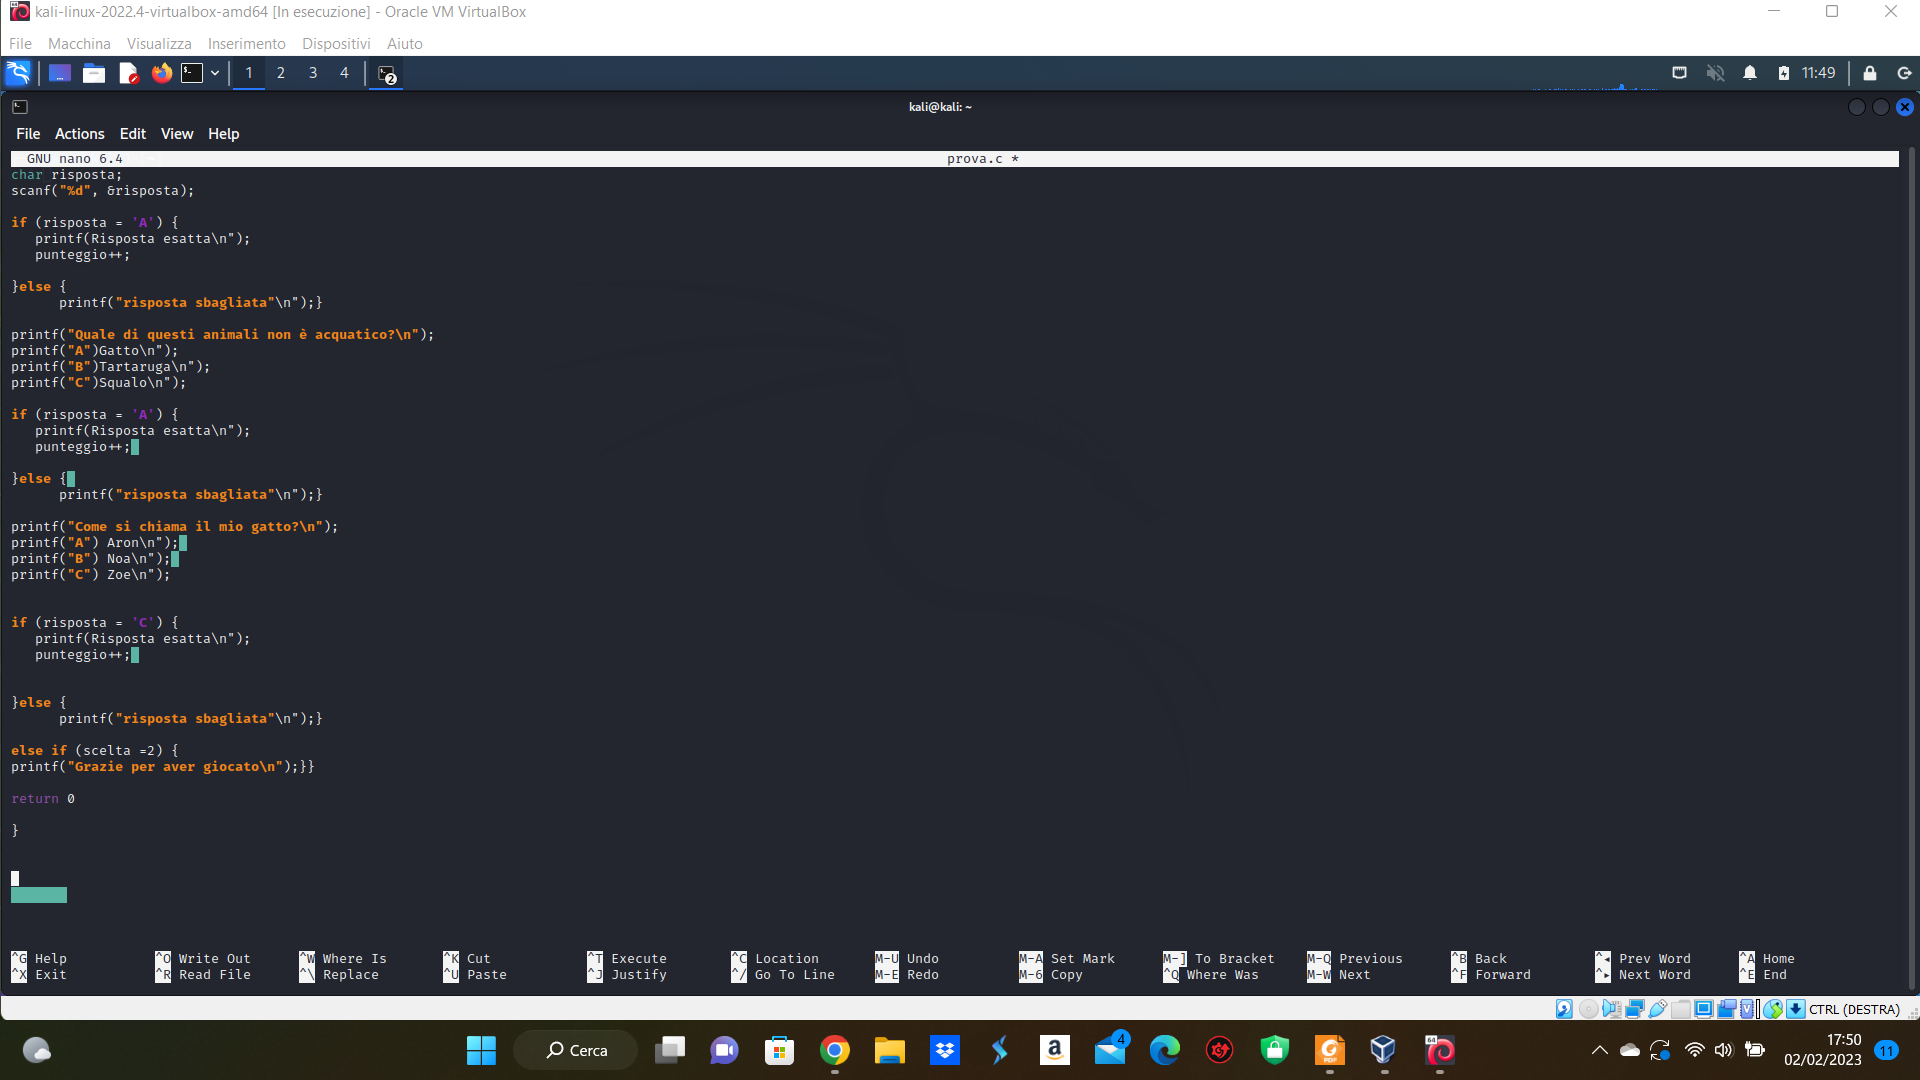 kali-linux-2022.4-virtualbox-amd64 [In esecuzione] - Oracle VM VirtualBox
File Macchina Visualizza Inserimento Dispositivi Aiuto
1 2 3 4 2 11:49
kali@kali: ~
File Actions Edit View Help
GNU nano 6.4 prova.c *
char risposta;
scanf("%d", &risposta);
if (risposta = 'A') {
printf(Risposta esatta\n");
punteggio++;
}else {
printf("risposta sbagliata"\n");}
printf("Quale di questi animali non è acquatico?\n");
printf("A")Gatto\n");
printf("B")Tartaruga\n");
printf("C")Squalo\n");
if (risposta = 'A') {
printf(Risposta esatta\n");
punteggio++;
}else {
printf("risposta sbagliata"\n");}
printf("Come si chiama il mio gatto?\n");
printf("A") Aron\n");
printf("B") Noa\n");
printf("C") Zoe\n");
if (risposta = 'C') {
printf(Risposta esatta\n");
punteggio++;
}else {
printf("risposta sbagliata"\n");}
else if (scelta =2) {
printf("Grazie per aver giocato\n");}}
return 0
}
^G Help ^O Write Out ^W Where Is ^K Cut ^T Execute ^C Location M-U Undo M-A Set Mark M-] To Bracket M-Q Previous ^B Back ^◂ Prev Word ^A Home
^X Exit ^R Read File ^\ Replace ^U Paste ^J Justify ^/ Go To Line M-E Redo M-6 Copy ^Q Where Was M-W Next ^F Forward ^▸ Next Word ^E End
CTRL (DESTRA)
Cerca 4 17:50
02/02/2023 11